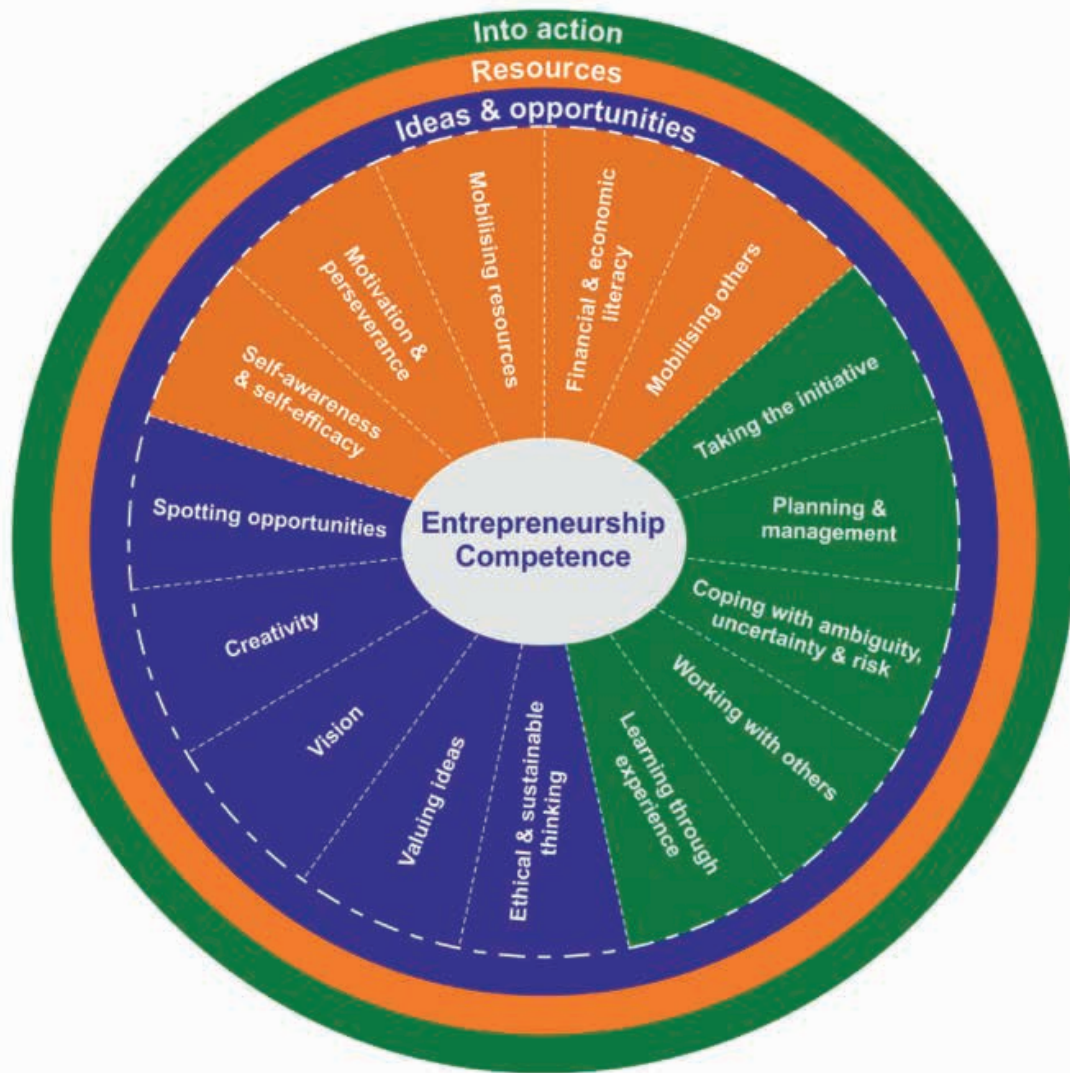 Into action
Resources
Ideas & opportunities
Self-awareness
& self-efficacy
Motivation &
perseverance
Mobilising resources
Financial & economic
literacy
Mobilising others
Taking the initiative
Planning &
management
Coping with ambiguity,
uncertainty & risk
Working with others
Learning through
experience
Ethical & sustainable
thinking
Valuing ideas
Vision
Creativity
Spotting opportunities
Entrepreneurship
Competence